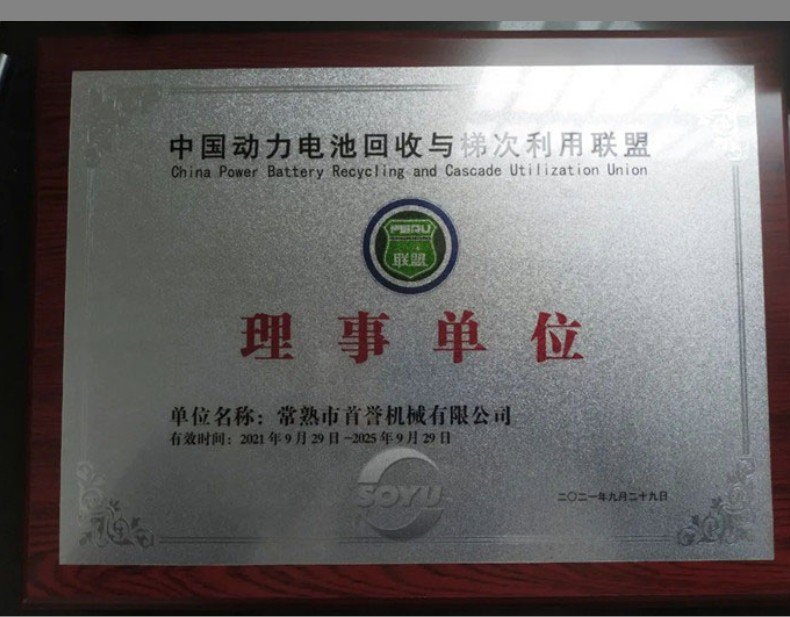 中国动力电池回收与梯次利用联盟
China Power Battery Recycling and Cascade Utilization Union
联盟
理事单位
单位名称：常熟市首誉机械有限公司
有效时间：2021年9月29日-2025年9月29日
SOYU
二〇二一年九月二十九日